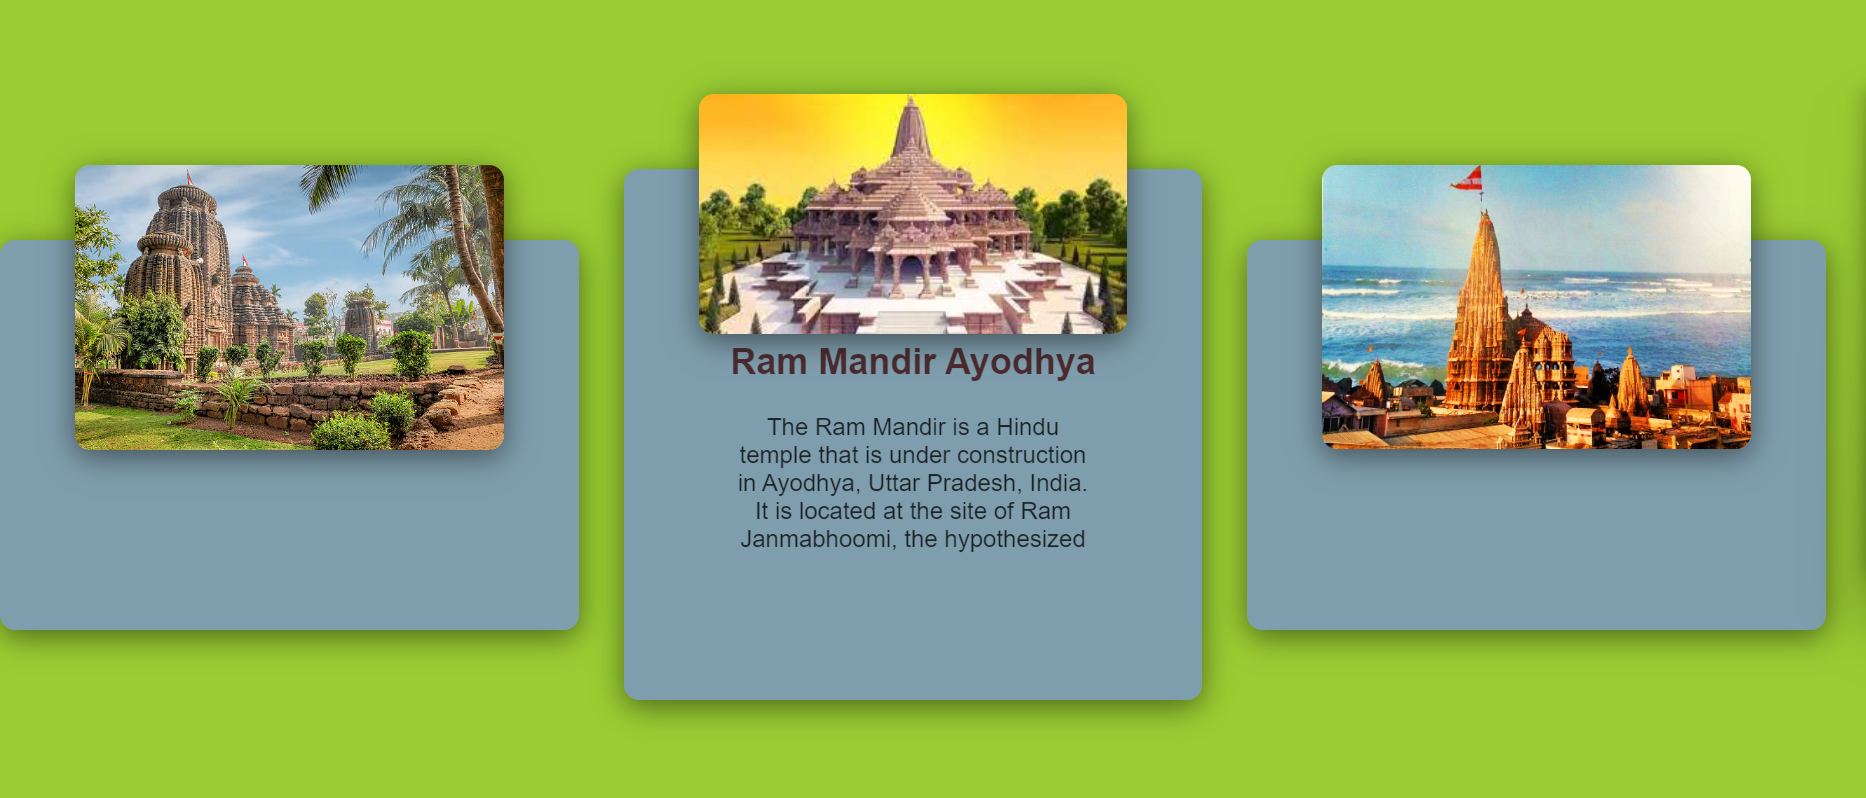 Ram Mandir Ayodhya
The Ram Mandir is a Hindu
temple that is under construction
in Ayodhya, Uttar Pradesh, India.
It is located at the site of Ram
Janmabhoomi, the hypothesized